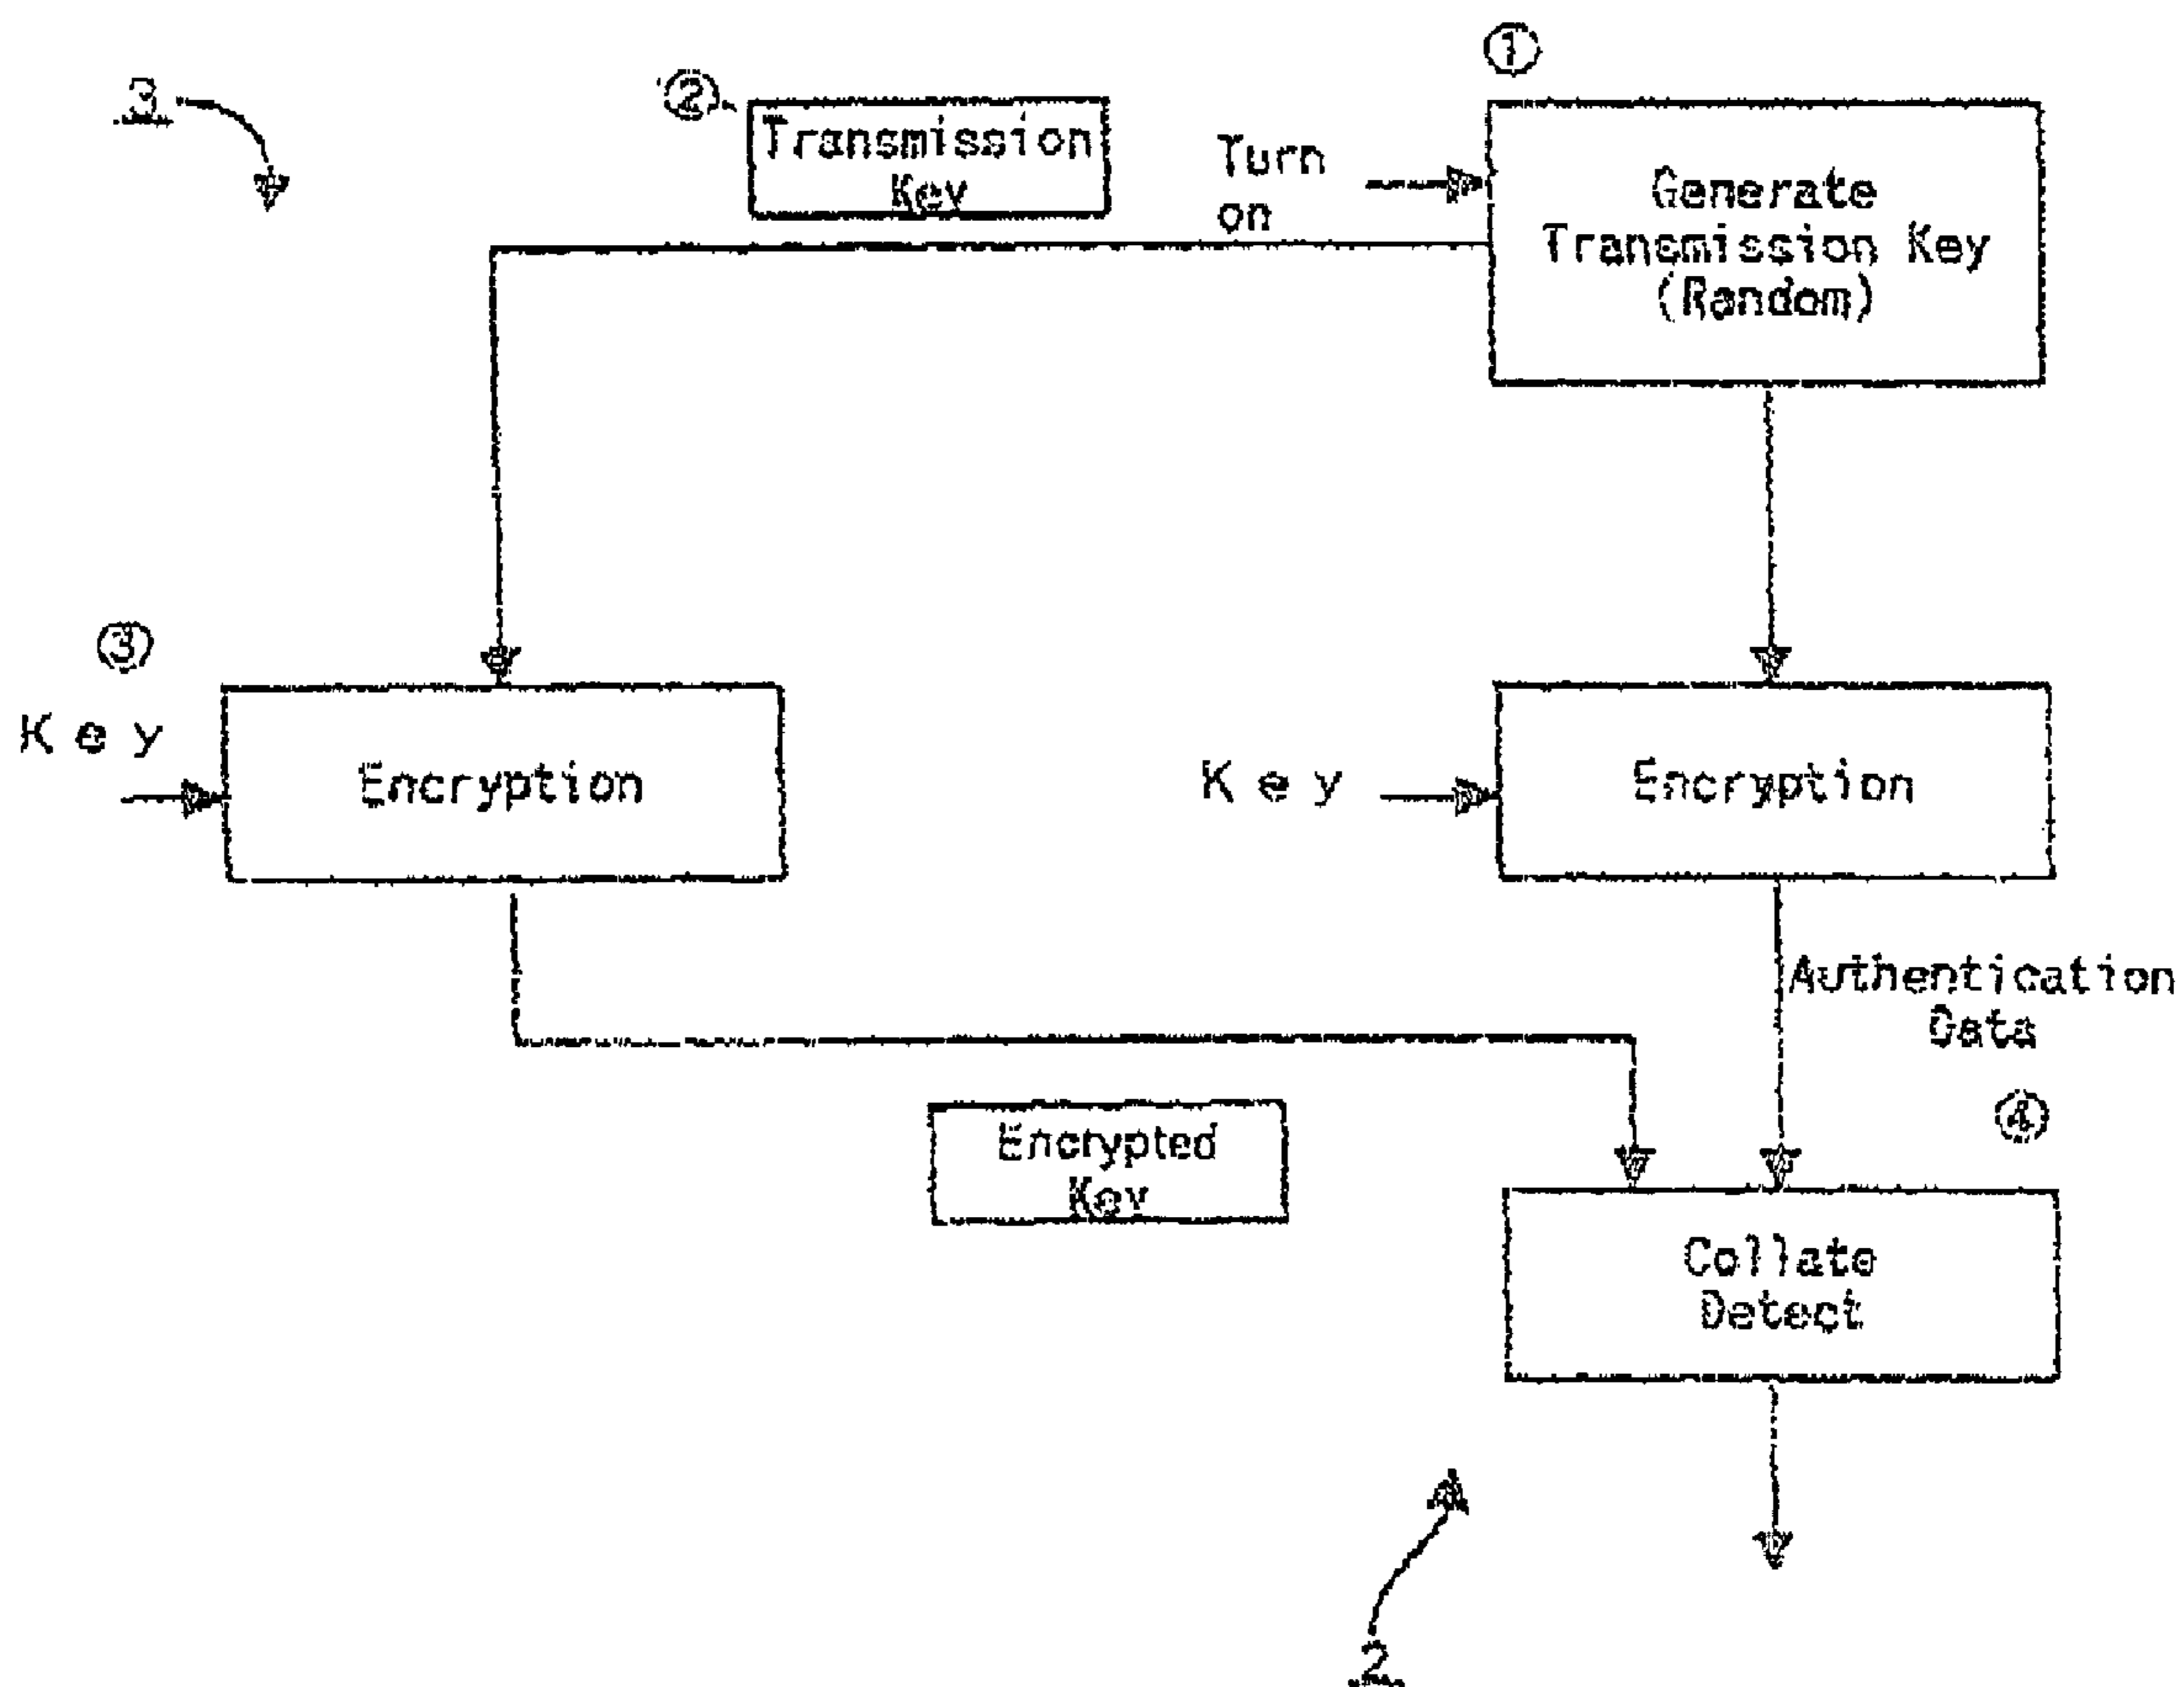 ①
3
②
Transmission
Key
Turn
on
Generate
Transmission Key
(Random)
③
Key
Encryption
Key
Encryption
Authentication
Data
④
Encrypted
Key
Collate
Detect
2